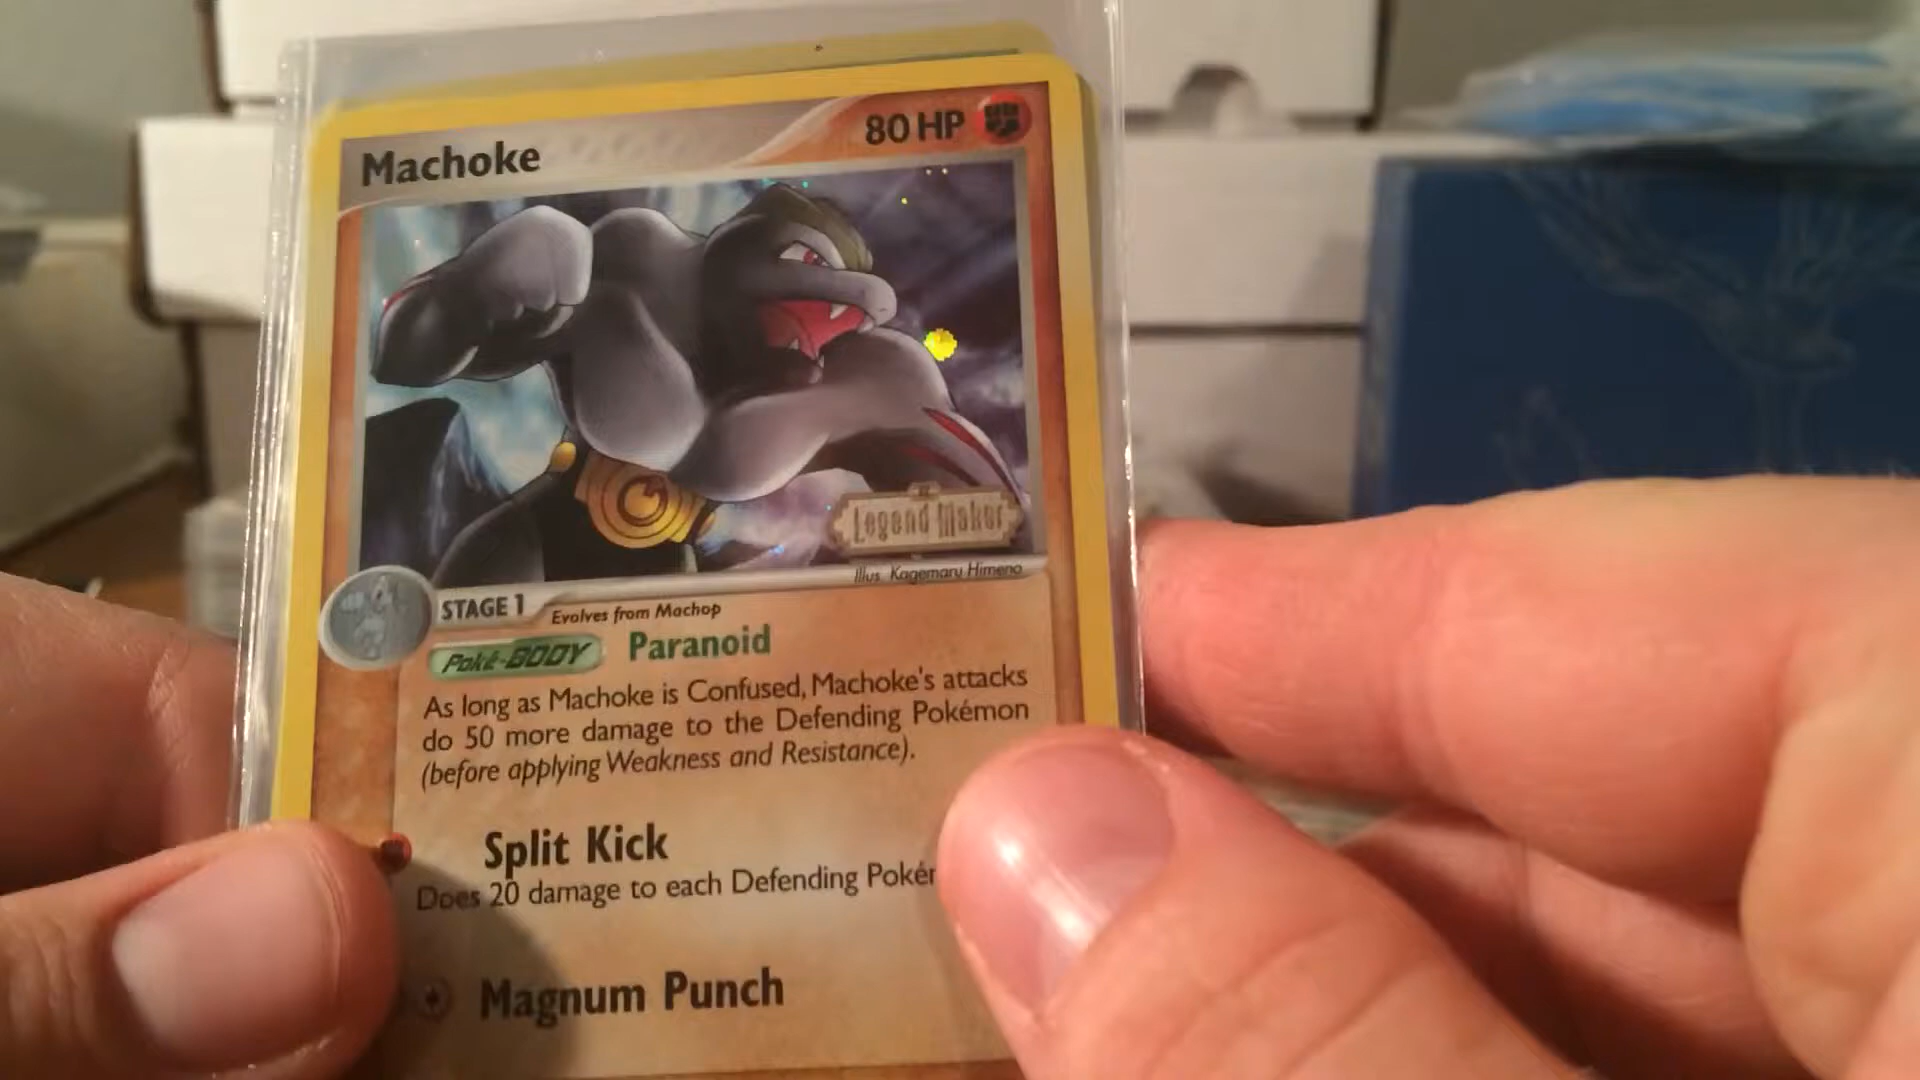 Machoke
80 HP
Legend Maker
Illus. Kagemaru Himeno
STAGE 1
Evolves from Machop
Poké-BODY Paranoid
As long as Machoke is Confused, Machoke's attacks
do 50 more damage to the Defending Pokémon
(before applying Weakness and Resistance).
Split Kick
Does 20 damage to each Defending
Magnum Punch